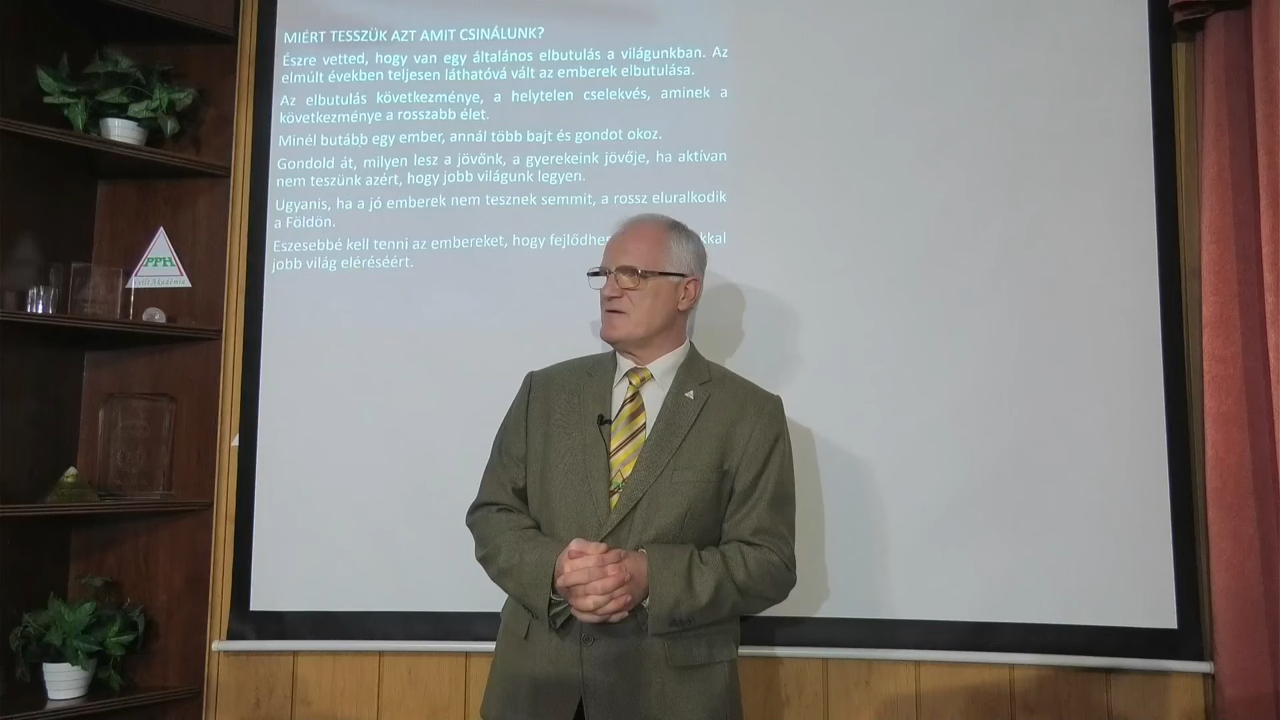 MIÉRT TESSZÜK AZT AMIT CSINÁLUNK?
Észre vetted, hogy van egy általános elbutulás a világunkban. Az
elmúlt években teljesen láthatóvá vált az emberek elbutulása.
Az elbutulás következménye, a helytelen cselekvés, aminek a
következménye a rosszabb élet.
Minél butább egy ember, annál több bajt és gondot okoz.
Gondold át, milyen lesz a jövőnk, a gyerekeink jövője, ha aktívan
nem teszünk azért, hogy jobb világunk legyen.
Ugyanis, ha a jó emberek nem tesznek semmit, a rossz eluralkodik
a Földön.
Eszesebbé kell tenni az embereket, hogy
jobb világ eléréséért.
PPH